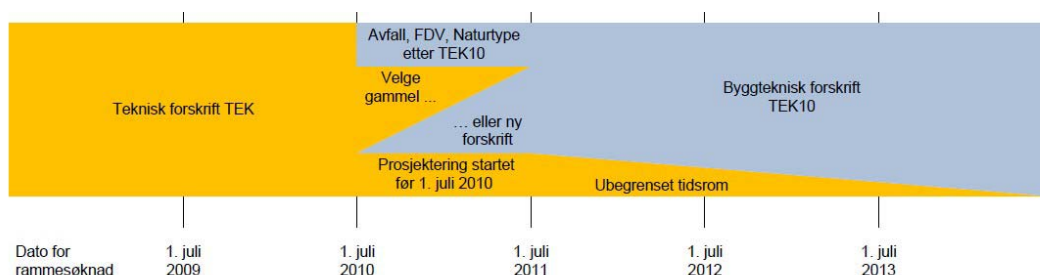 Avfall, FDV, Naturtype
etter TEK10
Velge
gammel ...
Teknisk forskrift TEK
Byggteknisk forskrift
TEK10
... eller ny
forskrift
Prosjektering startet
før 1. juli 2010
Ubegrenset tidsrom
Dato for
rammesøknad
1. juli
2009
1. juli
2010
1. juli
2011
1. juli
2012
1. juli
2013